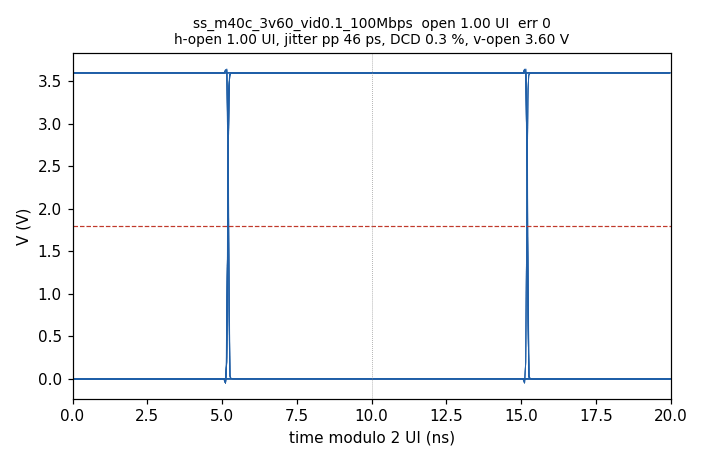 ss_m40c_3v60_vid0.1_100Mbps  open 1.00 UI  err 0
h-open 1.00 UI, jitter pp 46 ps, DCD 0.3 %, v-open 3.60 V
3.5
3.0
2.5
2.0
1.5
1.0
0.5
0.0
V (V)
0.0 2.5 5.0 7.5 10.0 12.5 15.0 17.5 20.0
time modulo 2 UI (ns)